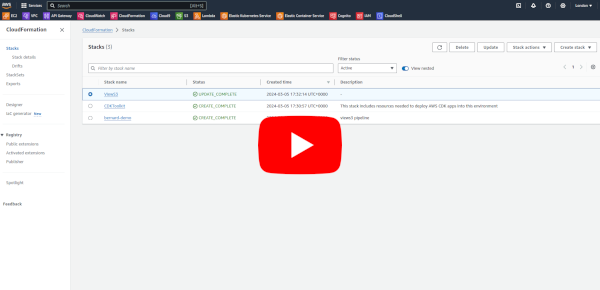 aws Services Search [Alt+S] London
EC2 VPC API Gateway CloudWatch CloudFormation CloudFront S3 Lambda Elastic Kubernetes Service Elastic Container Service Cognito IAM CloudShell
CloudFormation
CloudFormation > Stacks
Stacks
Stack details
Drifts
StackSets
Exports
Designer
IaC generator New
Registry
Public extensions
Activated extensions
Publisher
Spotlight
Feedback
Stacks (3)
Delete Update Stack actions Create stack
Filter status
Filter by stack name Active View nested 1
Stack name Status Created time Description
UPDATE_COMPLETE 2024-03-05 17:32:14 UTC+0000 -
CDKToolkit CREATE_COMPLETE 2024-03-05 17:30:57 UTC+0000 This stack includes resources needed to deploy AWS CDK apps into this environment
CREATE_COMPLETE pipeline